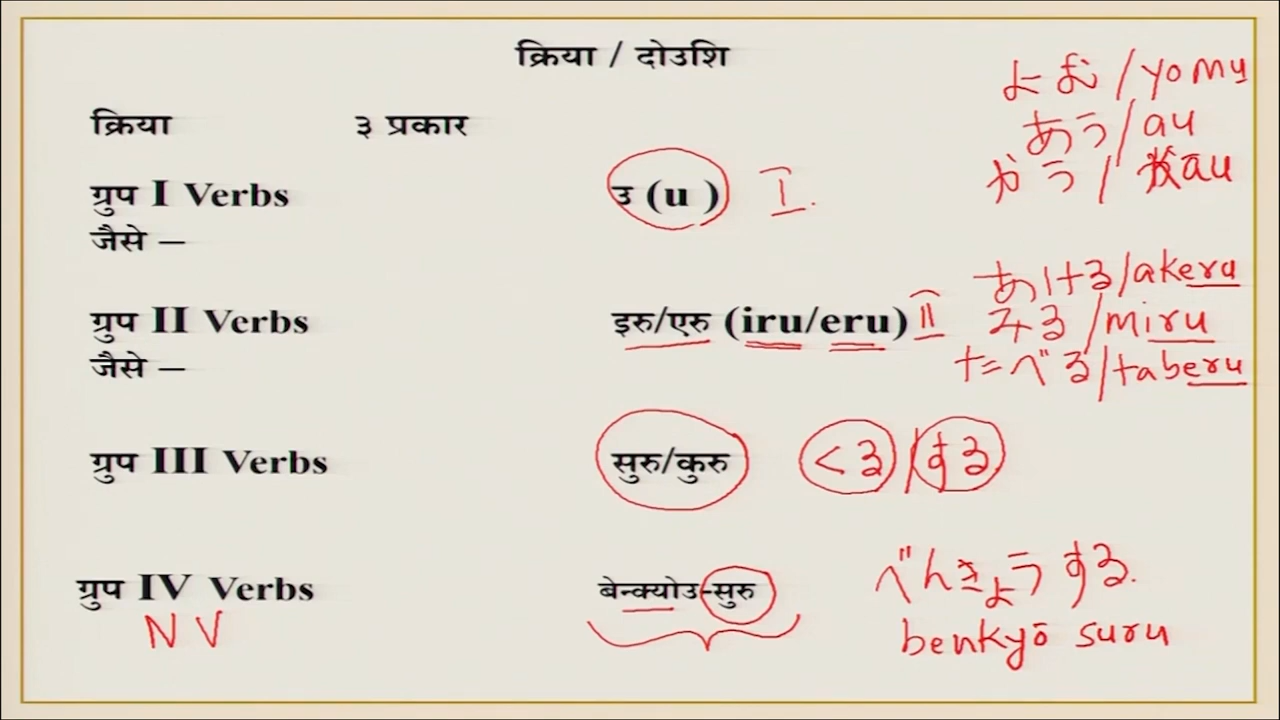 क्रिया / दोउशि
よむ/yomu
あう/au
かう/kau
क्रिया ३ प्रकार
ग्रुप I Verbs उ (u ) I.
जैसे –
あける/akeru
ग्रुप II Verbs इरु/एरु (iru/eru) II みる/miru
जैसे – たべる/taberu
ग्रुप III Verbs सुरु/कुरु くる/する
ग्रुप IV Verbs बेन्क्योउ-सुरु べんきょうする.
N V benkyō suru